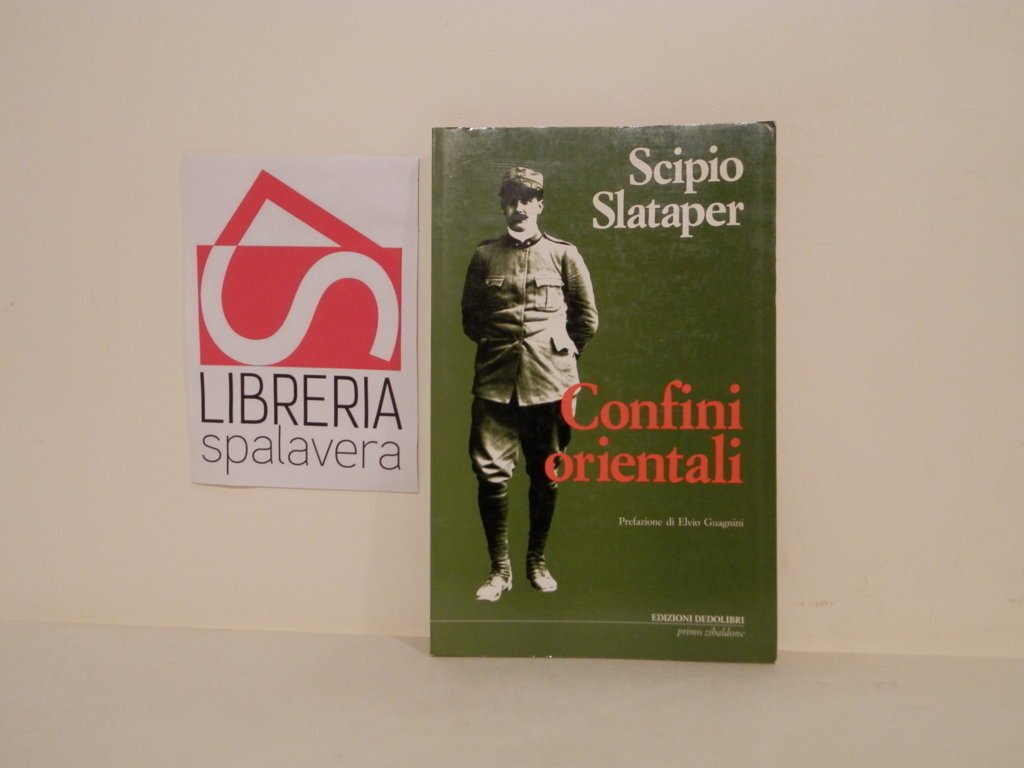 LIBRERIA
spalavera
Scipio
Slataper
Confini
orientali
Prefazione di Elvio Guagnini
EDIZIONI DEDOLIBRI
primo zibaldone